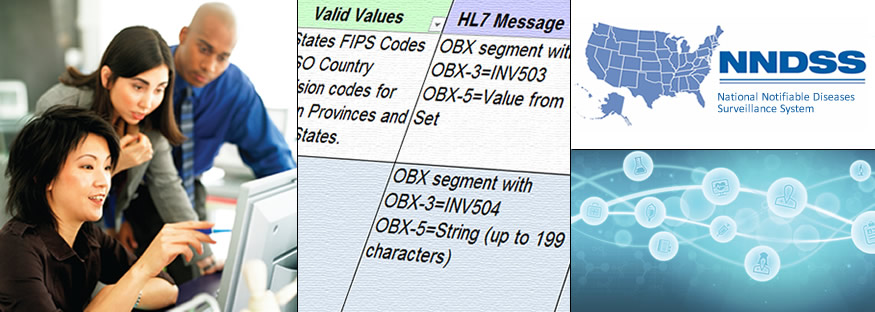 Valid Values
States FIPS Codes
Country
codes for
Provinces and
States.
HL7 Message
OBX segment with
OBX-3=INV503
OBX-5=Value from
Set
OBX segment with
OBX-3=INV504
OBX-5=String (up to 199
characters)
NNDSS
National Notifiable Diseases
Surveillance System